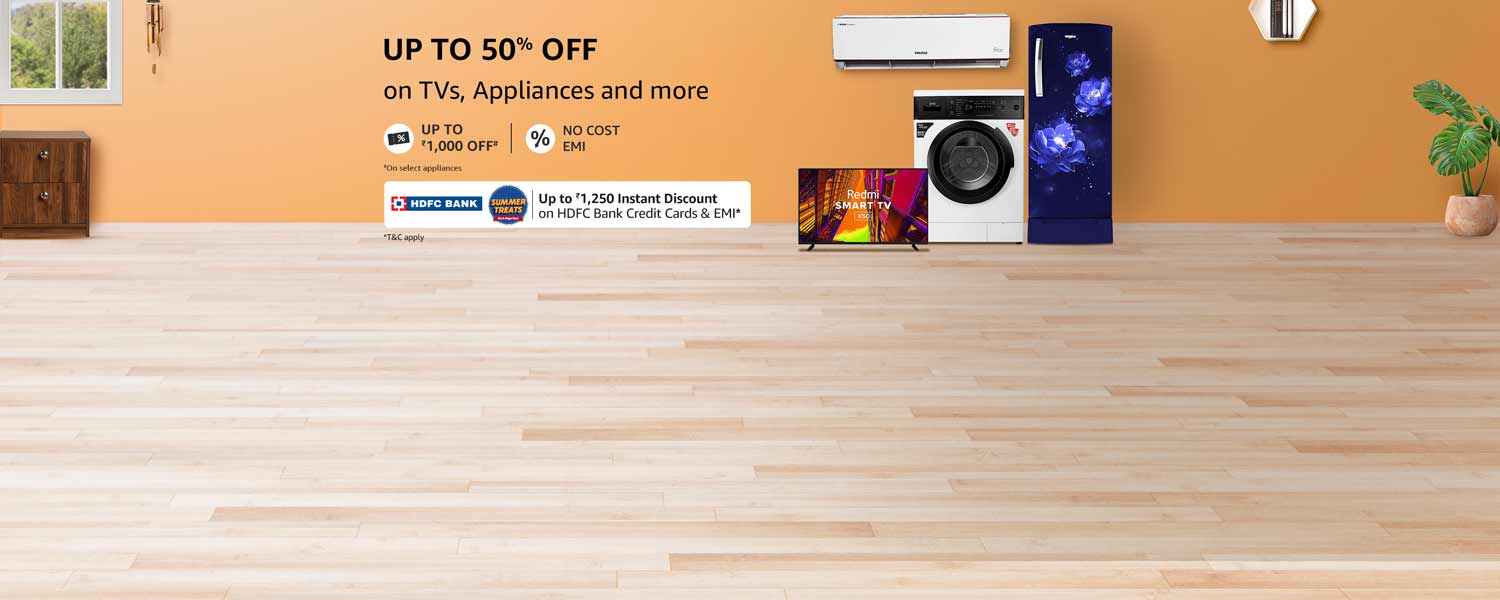 UP TO 50% OFF
on TVs, Appliances and more
UP TO
₹1,000 OFF#
NO COST
EMI
%
%
#On select appliances
HDFC BANK
SUMMER
TREATS
Up to ₹1,250 Instant Discount
on HDFC Bank Credit Cards & EMI*
*T&C apply
Redmi
SMART TV
X50
Whirlpool